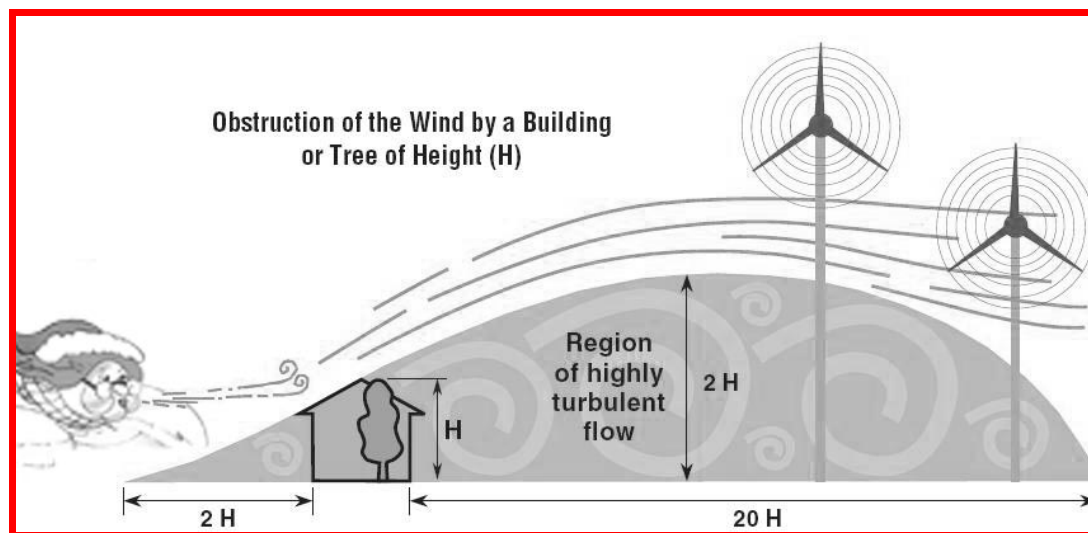 Obstruction of the Wind by a Building
or Tree of Height (H)
Region
of highly
turbulent
flow
2 H
H
2 H
20 H